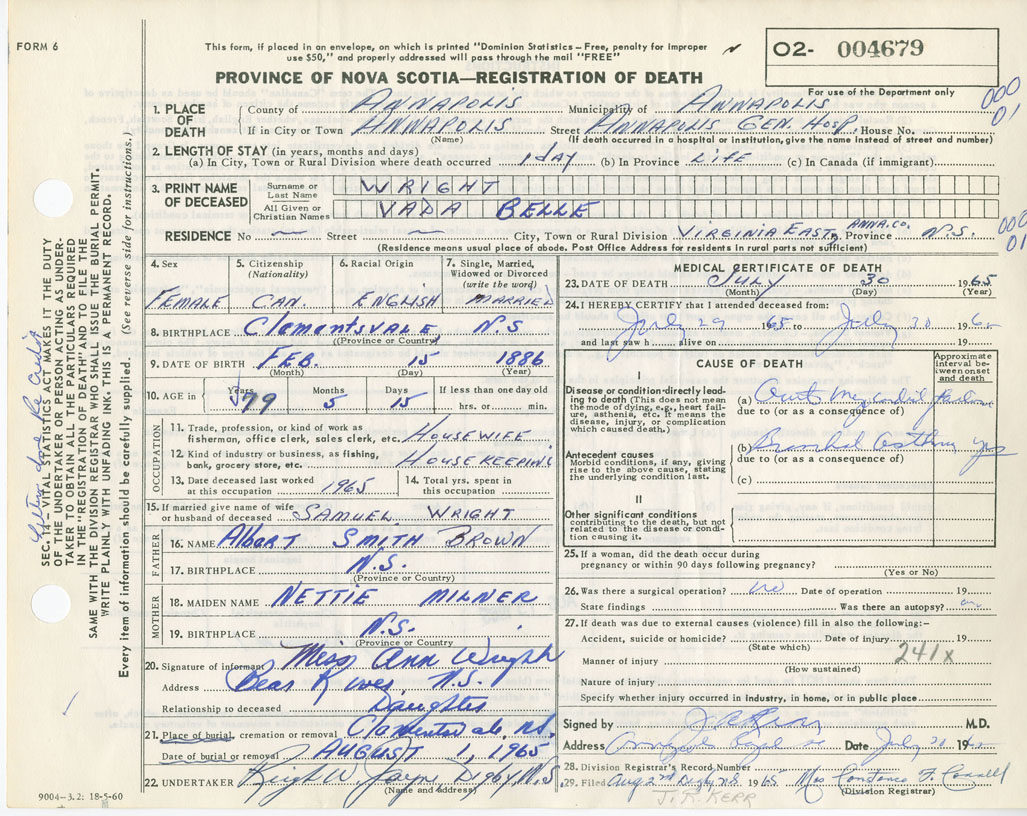 FORM 6
This form, if placed in an envelope, on which is printed "Dominion Statistics – Free, penalty for improper
use $50," and properly addressed will pass through the mail "FREE"
PROVINCE OF NOVA SCOTIA—REGISTRATION OF DEATH
O2- 004679
For use of the Department only
000
01
1. PLACE OF DEATH
County of ANNAPOLIS Municipality of ANNAPOLIS
If in City or Town ANNAPOLIS Street ANNAPOLIS GEN. HOSP, House No.
(Name) (If death occurred in a hospital or institution, give the name instead of street and number)
2. LENGTH OF STAY (in years, months and days)
(a) In City, Town or Rural Division where death occurred 1 day (b) In Province LIFE (c) In Canada (if immigrant)
3. PRINT NAME OF DECEASED
Surname or Last Name WRIGHT
All Given or Christian Names VADA BELLE
RESIDENCE No — Street — City, Town or Rural Division VIRGINIA EAST, ANNA. CO. Province N.S.
000
01
(Residence means usual place of abode. Post Office Address for residents in rural parts not sufficient)
4. Sex 5. Citizenship (Nationality) 6. Racial Origin 7. Single, Married, Widowed or Divorced (write the word)
FEMALE CAN. ENGLISH MARRIED
8. BIRTHPLACE Clementsvale N.S
(Province or Country)
9. DATE OF BIRTH FEB. 15 1886
(Month) (Day) (Year)
10. AGE in Years 79 Months 5 Days 15 If less than one day old
hrs. or min.
OCCUPATION
11. Trade, profession, or kind of work as
fisherman, office clerk, sales clerk, etc. HOUSEWIFE
12. Kind of industry or business, as fishing,
bank, grocery store, etc. HOUSEKEEPING
13. Date deceased last worked
at this occupation 1965
14. Total yrs. spent in
this occupation
15. If married give name of wife
or husband of deceased SAMUEL WRIGHT
FATHER
16. NAME Albert SMITH BROWN
17. BIRTHPLACE N.S.
(Province or Country)
MOTHER
18. MAIDEN NAME NETTIE MILNER
19. BIRTHPLACE N.S.
(Province or Country)
20. Signature of informant Miss Ann Wright
Address Bear River, N.S.
Relationship to deceased Daughter
21. Place of burial, cremation or removal Clementsvale, N.S.
Date of burial or removal AUGUST 1, 1965
22. UNDERTAKER N.S
(Name and address)
9004-3.2: 18-5-60
MEDICAL CERTIFICATE OF DEATH
23. DATE OF DEATH July 30 1965
(Month) (Day) (Year)
24. I HEREBY CERTIFY that I attended deceased from:
July 29 1965 to July 30 196
and last saw h alive on 19
CAUSE OF DEATH
Approximate interval between onset and death
I
Disease or condition directly leading to death (This does not mean
the mode of dying, e.g., heart failure, asthenia, etc. It means the
disease, injury, or complication
which caused death.)
(a) Myocardial
due to (or as a consequence of)
Antecedent causes
Morbid conditions, if any, giving
rise to the above cause, stating
the underlying condition last.
(b) Bronchial Asthma yrs
due to (or as a consequence of)
(c)
II
Other significant conditions
contributing to the death, but not
related to the disease or condition
causing it.
25. If a woman, did the death occur during
pregnancy or within 90 days following pregnancy?
(Yes or No)
26. Was there a surgical operation? no Date of operation 19
State findings Was there an autopsy? no
27. If death was due to external causes (violence) fill in also the following:–
Accident, suicide or homicide? Date of injury 19
(State which)
241x
Manner of injury
(How sustained)
Nature of injury
Specify whether injury occurred in industry, in home, or in public place
Signed by M.D.
Address Annapolis Royal Date July 19
28. Division Registrar's Record Number
29. Filed Aug 2nd Digby N.S 1965 Mrs Constance F. Connell
(Division Registrar)
J. R. KERR
SEC. 14—VITAL STATISTICS ACT MAKES IT THE DUTY
OF THE UNDERTAKER OR PERSON ACTING AS UNDERTAKER
TO OBTAIN ALL THE PARTICULARS REQUIRED
IN THE "REGISTRATION OF DEATH" AND TO FILE THE
SAME WITH THE DIVISION REGISTRAR WHO SHALL ISSUE THE BURIAL PERMIT.
WRITE PLAINLY WITH UNFADING INK. THIS IS A PERMANENT RECORD.
Every item of information should be carefully supplied. (See reverse side for instructions.)